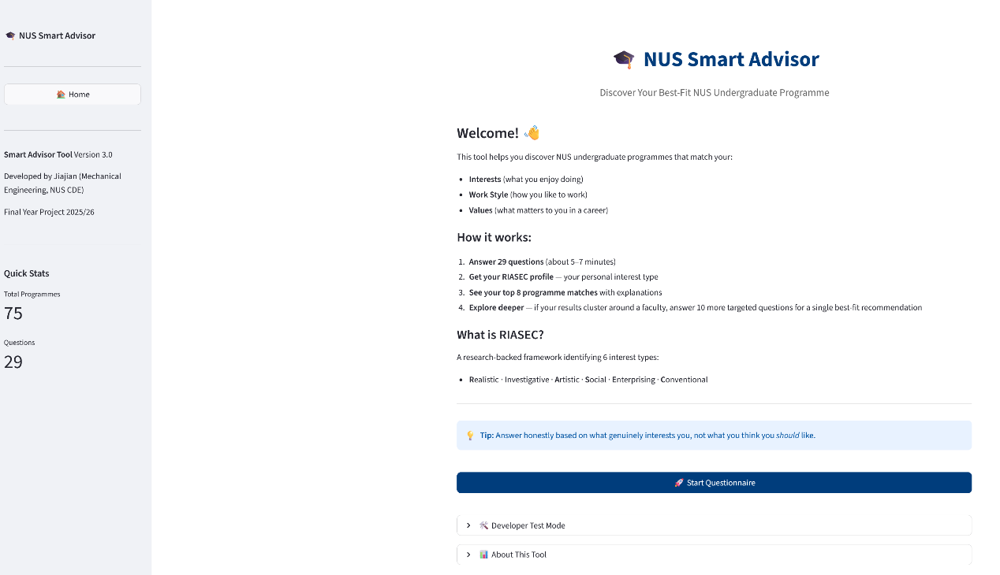 NUS Smart Advisor
Home
Smart Advisor Tool Version 3.0
Developed by Jiajian (Mechanical
Engineering, NUS CDE)
Final Year Project 2025/26
Quick Stats
Total Programmes
75
Questions
29
NUS Smart Advisor
Discover Your Best-Fit NUS Undergraduate Programme
Welcome!
This tool helps you discover NUS undergraduate programmes that match your:
• Interests (what you enjoy doing)
• Work Style (how you like to work)
• Values (what matters to you in a career)
How it works:
1. Answer 29 questions (about 5–7 minutes)
2. Get your RIASEC profile — your personal interest type
3. See your top 8 programme matches with explanations
4. Explore deeper — if your results cluster around a faculty, answer 10 more targeted questions for a single best-fit recommendation
What is RIASEC?
A research-backed framework identifying 6 interest types:
• Realistic · Investigative · Artistic · Social · Enterprising · Conventional
Tip: Answer honestly based on what genuinely interests you, not what you think you should like.
Start Questionnaire
Developer Test Mode
About This Tool